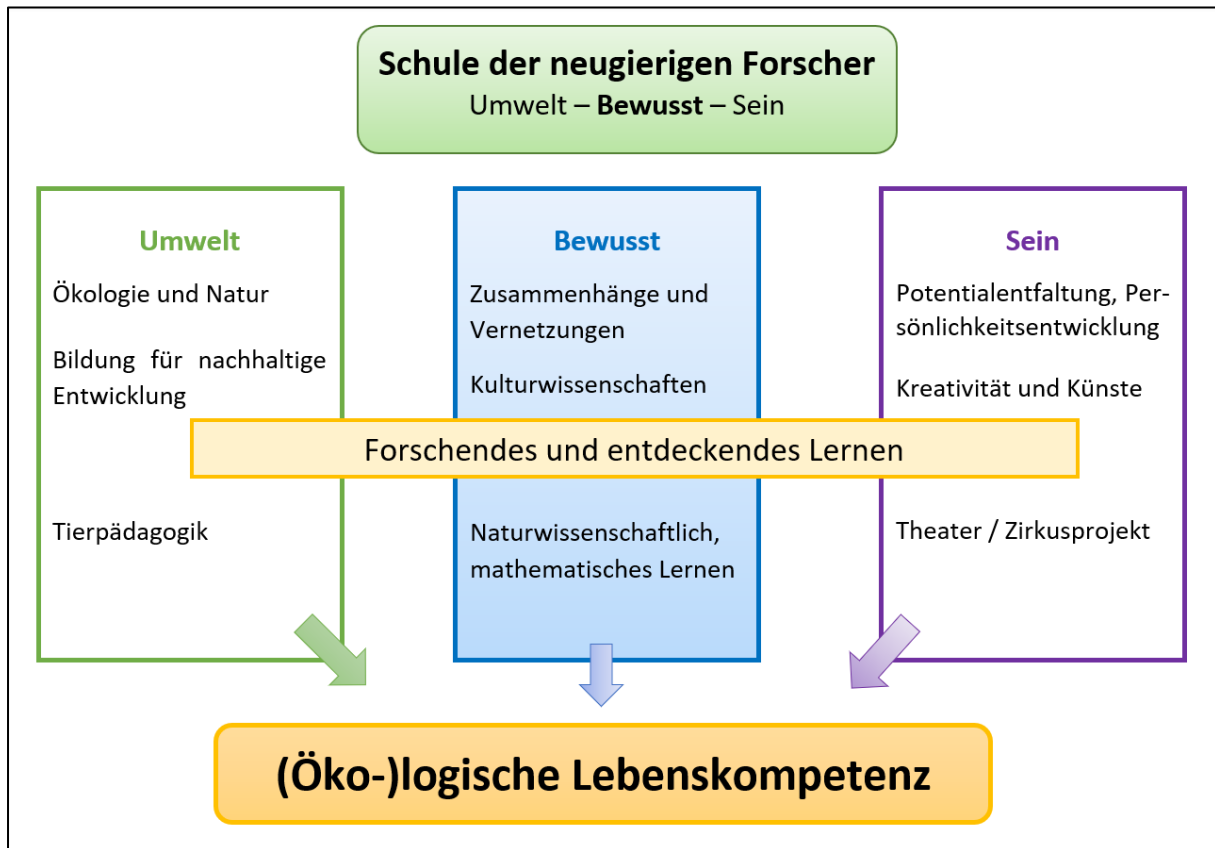 Schule der neugierigen Forscher
Umwelt – Bewusst – Sein
Umwelt
Ökologie und Natur
Bildung für nachhaltige
Entwicklung
Tierpädagogik
Bewusst
Zusammenhänge und
Vernetzungen
Kulturwissenschaften
Naturwissenschaftlich,
mathematisches Lernen
Sein
Potentialentfaltung, Per-
sönlichkeitsentwicklung
Kreativität und Künste
Theater / Zirkusprojekt
Forschendes und entdeckendes Lernen
(Öko-)logische Lebenskompetenz